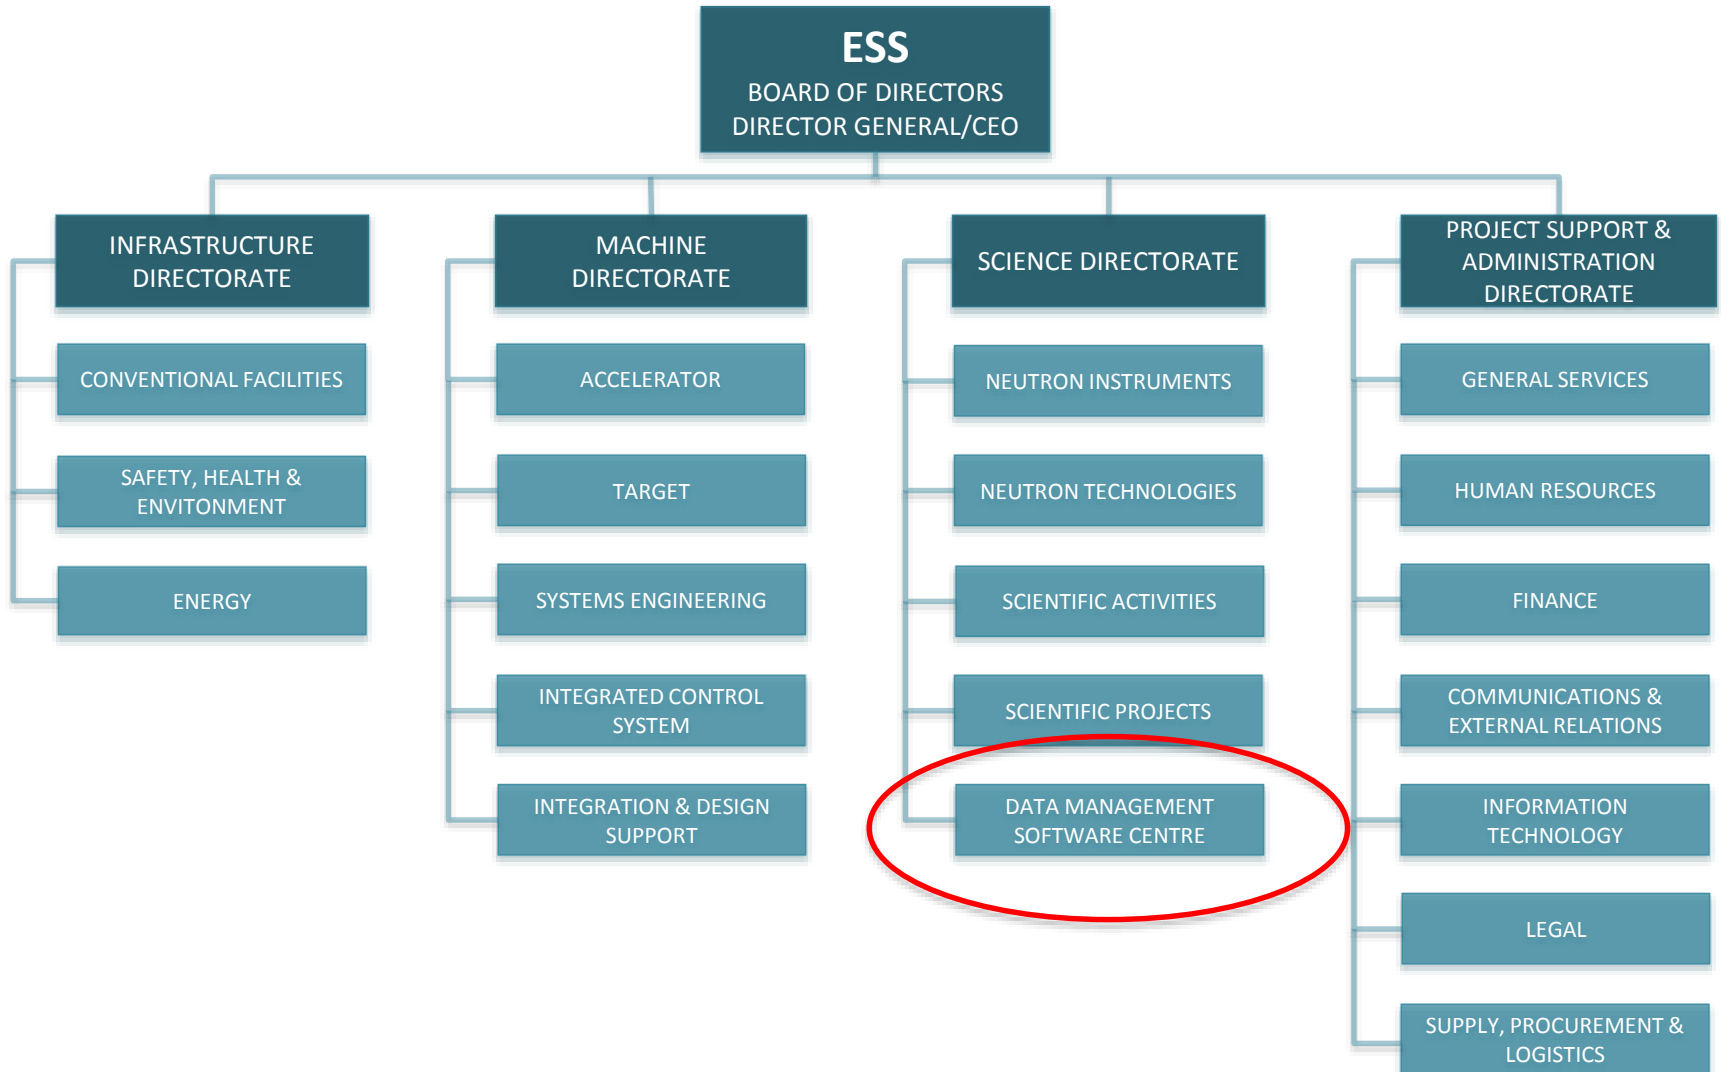 ESS
BOARD OF DIRECTORS
DIRECTOR GENERAL/CEO
INFRASTRUCTURE
DIRECTORATE
CONVENTIONAL FACILITIES
SAFETY, HEALTH &
ENVITONMENT
ENERGY
MACHINE
DIRECTORATE
ACCELERATOR
TARGET
SYSTEMS ENGINEERING
INTEGRATED CONTROL
SYSTEM
INTEGRATION & DESIGN
SUPPORT
SCIENCE DIRECTORATE
NEUTRON INSTRUMENTS
NEUTRON TECHNOLOGIES
SCIENTIFIC ACTIVITIES
SCIENTIFIC PROJECTS
DATA MANAGEMENT
SOFTWARE CENTRE
PROJECT SUPPORT &
ADMINISTRATION
DIRECTORATE
GENERAL SERVICES
HUMAN RESOURCES
FINANCE
COMMUNICATIONS &
EXTERNAL RELATIONS
INFORMATION
TECHNOLOGY
LEGAL
SUPPLY, PROCUREMENT &
LOGISTICS